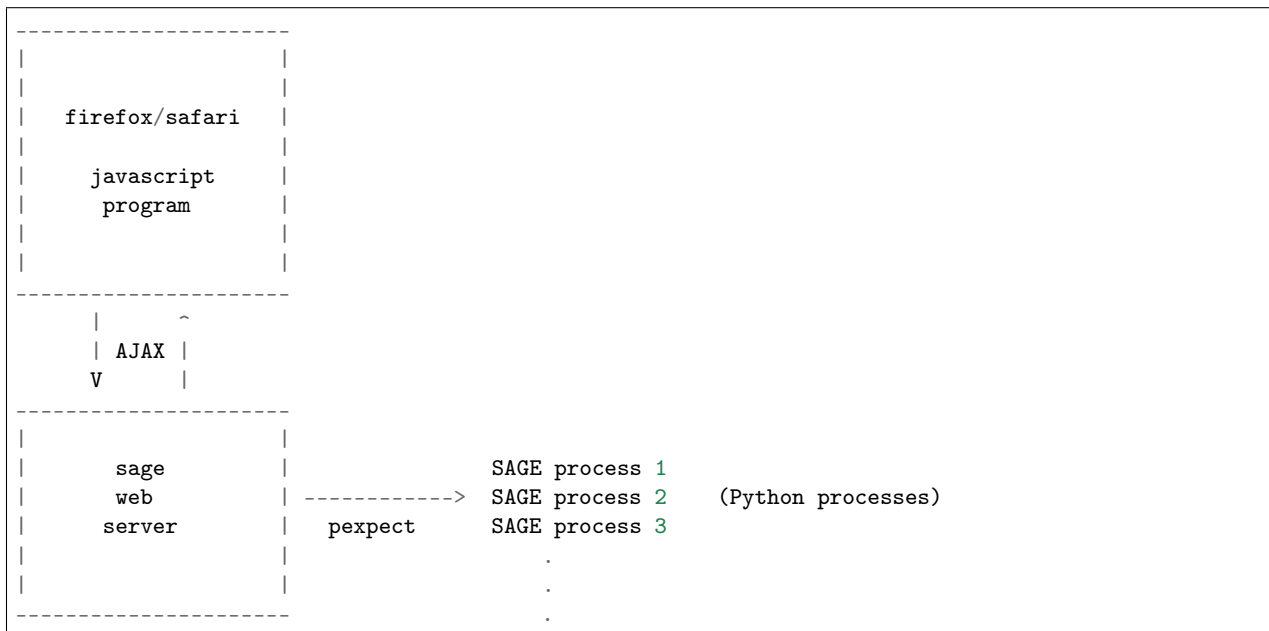 ----------------------
|                     |
|                     |
|   firefox/safari    |
|                     |
|     javascript      |
|      program        |
|                     |
|                     |
----------------------
      |      ^
      | AJAX |
      V      |
----------------------
|                     |
|       sage          |                SAGE process 1
|       web           | ------------>  SAGE process 2    (Python processes)
|      server         |   pexpect      SAGE process 3
|                     |                    .
|                     |                    .
----------------------                     .